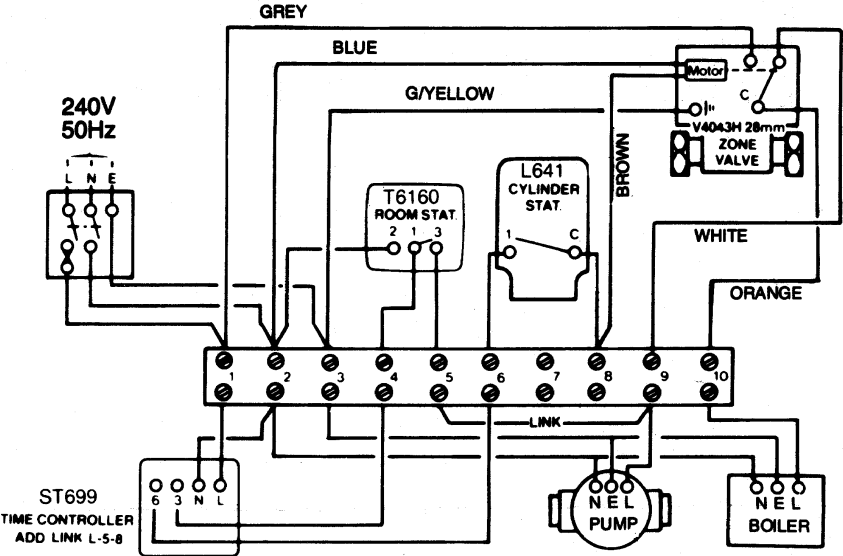 GREY
BLUE
G/YELLOW
240V
50Hz
L N E
Motor
C
V4043H 28mm
ZONE
VALVE
BROWN
L641
CYLINDER
STAT.
1 C
T6160
ROOM STAT.
2 1 3
WHITE
ORANGE
1 2 3 4 5 6 7 8 9 10
LINK
ST699
TIME CONTROLLER
ADD LINK L-5-8
6 3 N L
N E L
PUMP
N E L
BOILER